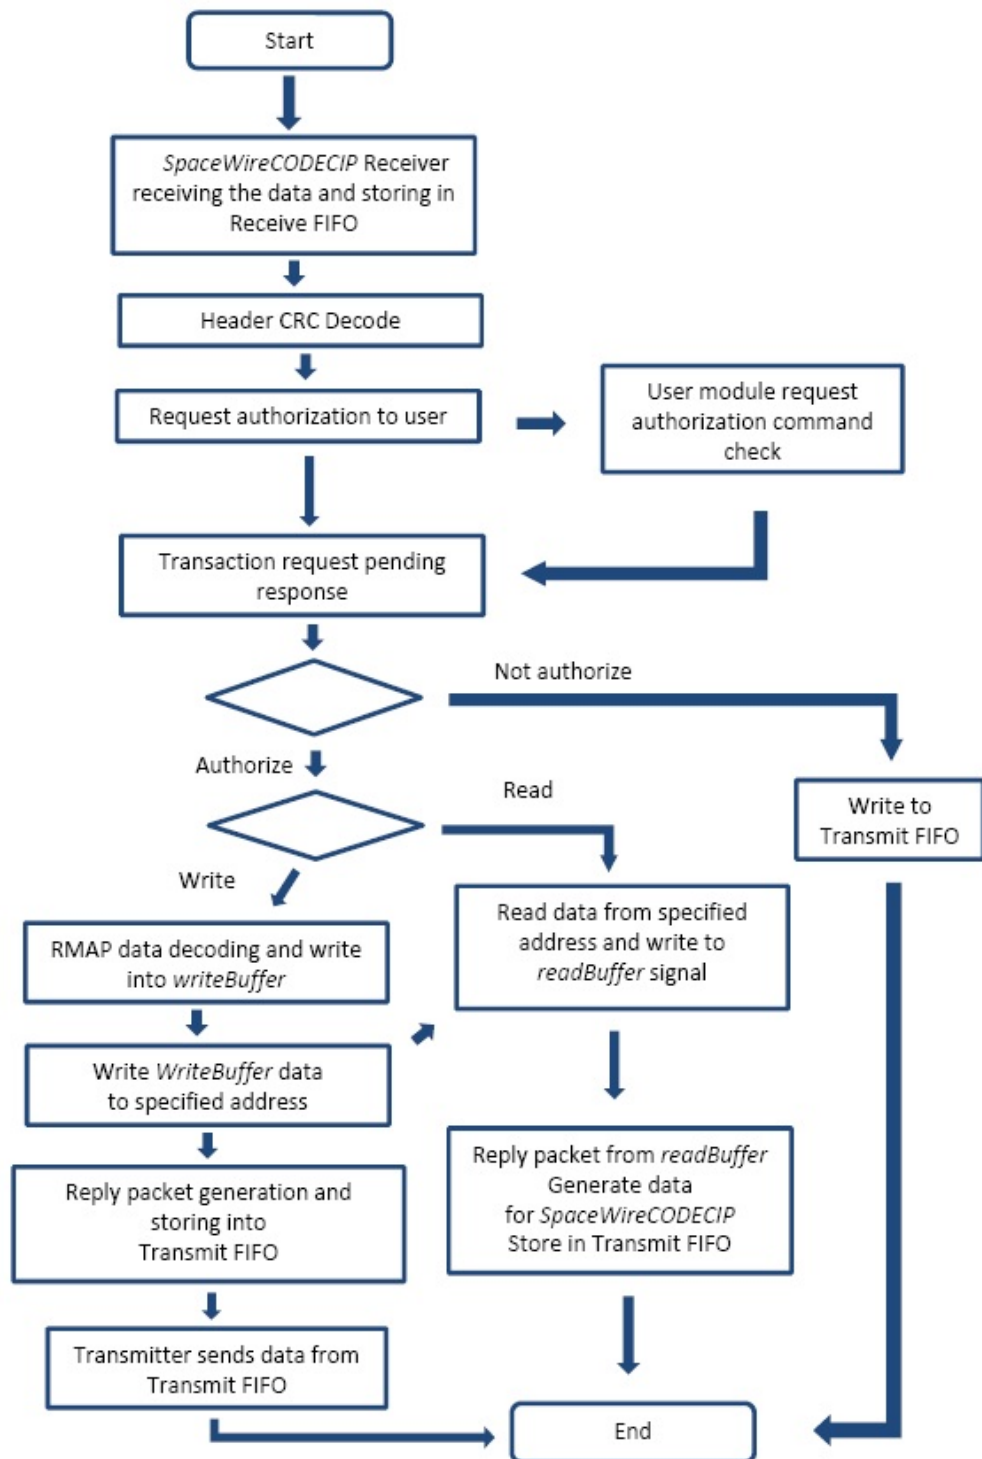 Start
SpaceWireCODECIP Receiver
receiving the data and storing in
Receive FIFO
Header CRC Decode
Request authorization to user
User module request
authorization command
check
Transaction request pending
response
Not authorize
Authorize
Read
Write to
Transmit FIFO
Write
RMAP data decoding and write
into writeBuffer
Read data from specified
address and write to
readBuffer signal
Write WriteBuffer data
to specified address
Reply packet generation and
storing into
Transmit FIFO
Reply packet from readBuffer
Generate data
for SpaceWireCODECIP
Store in Transmit FIFO
Transmitter sends data from
Transmit FIFO
End